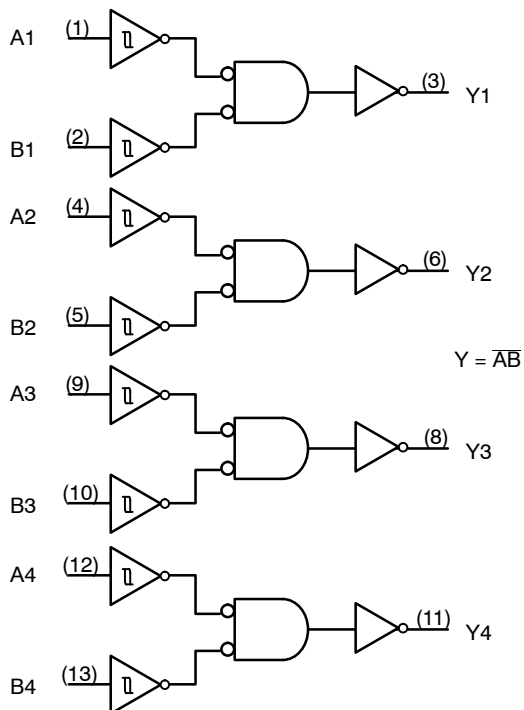 A1 (1)
(3) Y1
B1 (2)
A2 (4)
(6) Y2
B2 (5)
Y = A̅B̅
A3 (9)
(8) Y3
B3 (10)
A4 (12)
(11) Y4
B4 (13)